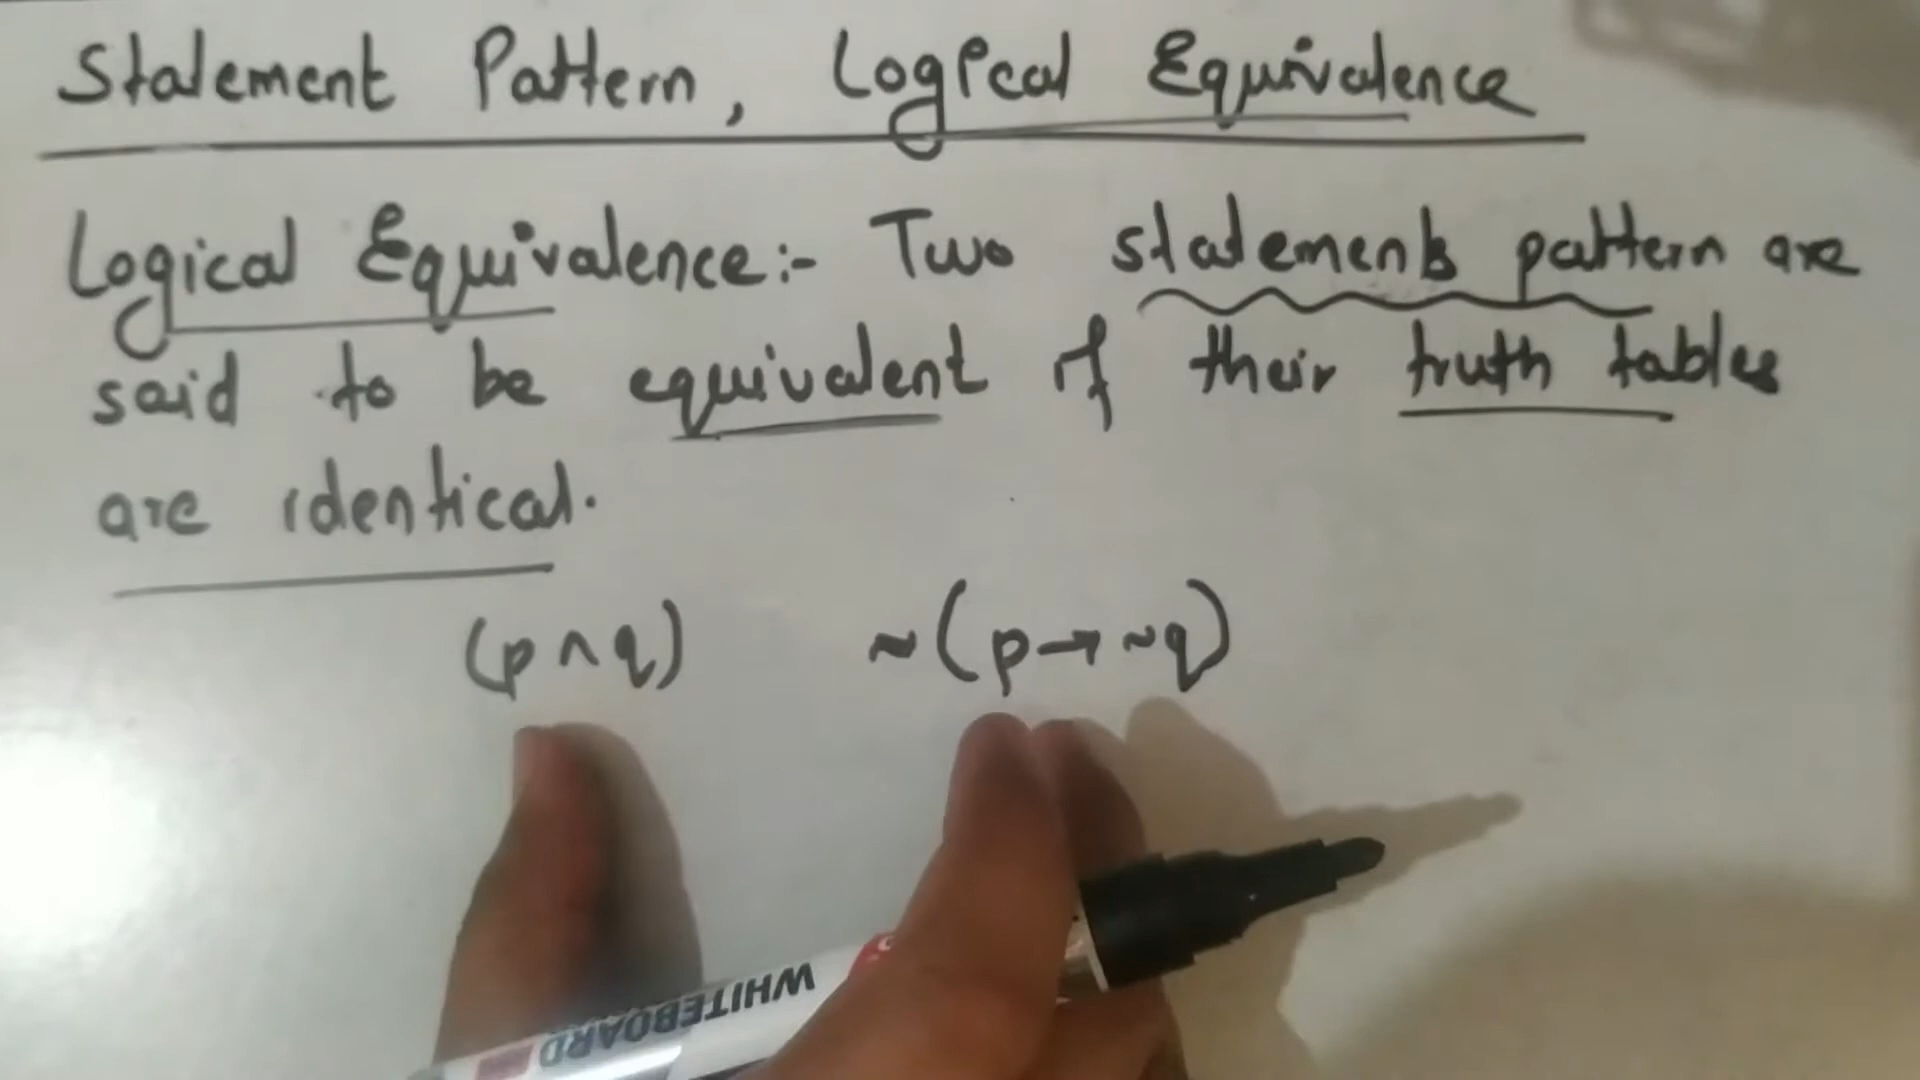 Statement Pattern, Logical Equivalence
Logical Equivalence:- Two statements pattern are
said to be equivalent if their truth tables
are identical.
(p ∧ q) ~(p → ~q)
WHITEBOARD